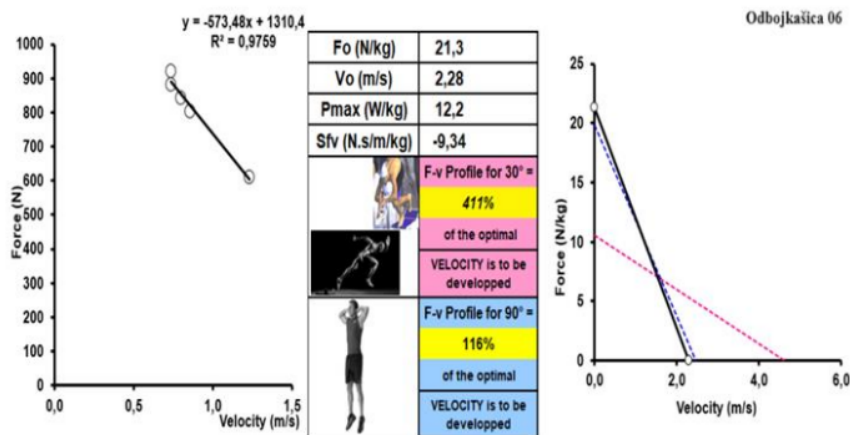 Odbojkašica 06
y = -573,48x + 1310,4
R² = 0,9759
Force (N)
1000
900
800
700
600
500
400
300
200
100
0
0,0
0,5
1,0
1,5
Velocity (m/s)
Fo (N/kg) 21,3
Vo (m/s) 2,28
Pmax (W/kg) 12,2
Sfv (N.s/m/kg) -9,34
F-v Profile for 30° =
411%
of the optimal
VELOCITY is to be
developped
F-v Profile for 90° =
116%
of the optimal
VELOCITY is to be
developped
Force (N/kg)
25
20
15
10
5
0
0,0
2,0
4,0
6,0
Velocity (m/s)